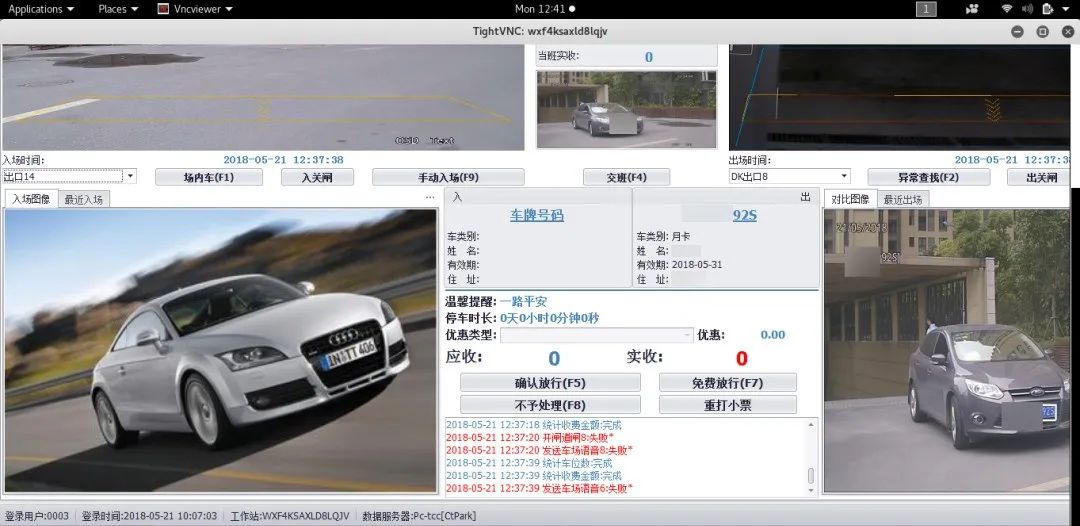 Applications Places Vncviewer Mon 12:41 1
TightVNC: wxf4ksaxld8lqjv
当班实收: 0
OSD Text
入场时间: 2018-05-21 12:37:38
出口14 场内车(F1) 入关闸 手动入场(F9) 交班(F4)
出场时间: 2018-05-21 12:37:3
DK出口8 异常查找(F2) 出关闸
入场图像 最近入场 ...
IN TT 406
入 出
车牌号码 92S
车类别: 车类别: 月卡
姓 名: 姓 名:
有效期: 有效期: 2018-05-31
住 址: 住 址:
温馨提醒: 一路平安
停车时长: 0天0小时0分钟0秒
优惠类型: 优惠: 0.00
应收: 0 实收: 0
确认放行(F5) 免费放行(F7)
不予处理(F8) 重打小票
2018-05-21 12:37:18 统计收费金额:完成
2018-05-21 12:37:20 开闸道闸8:失败*
2018-05-21 12:37:20 发送车场语音8:失败*
2018-05-21 12:37:39 统计车位数:完成
2018-05-21 12:37:39 统计收费金额:完成
2018-05-21 12:37:39 发送车场语音6:失败*
对比图像 最近出场
21/05/2018
92S]
92S
登录用户:0003 登录时间:2018-05-21 10:07:03 工作站:WXF4KSAXLD8LQJV 数据服务器:Pc-tcc[CtPark]